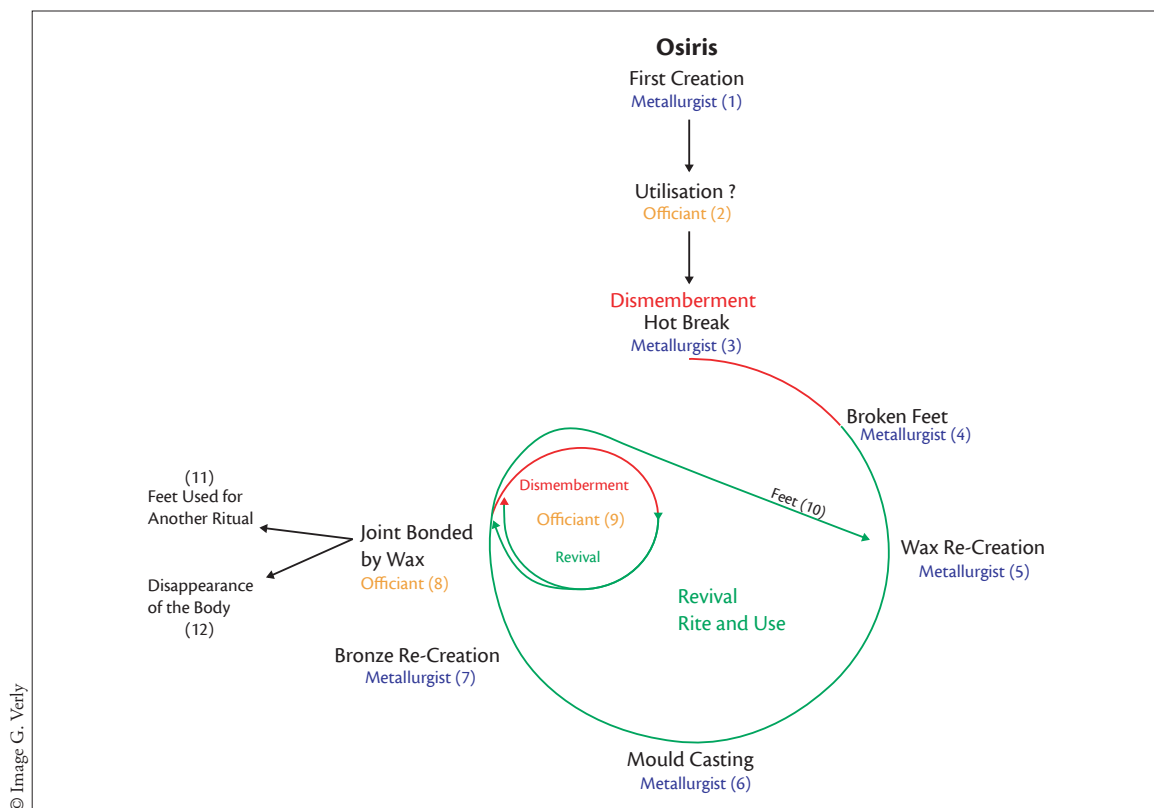 Osiris
First Creation
Metallurgist (1)
Utilisation ?
Officiant (2)
Dismemberment
Hot Break
Metallurgist (3)
Broken Feet
Metallurgist (4)
Feet (10)
Wax Re-Creation
Metallurgist (5)
Dismemberment
Officiant (9)
Revival
Revival
Rite and Use
(11)
Feet Used for
Another Ritual
Joint Bonded
by Wax
Officiant (8)
Disappearance
of the Body
(12)
Bronze Re-Creation
Metallurgist (7)
Mould Casting
Metallurgist (6)
© Image G. Verly